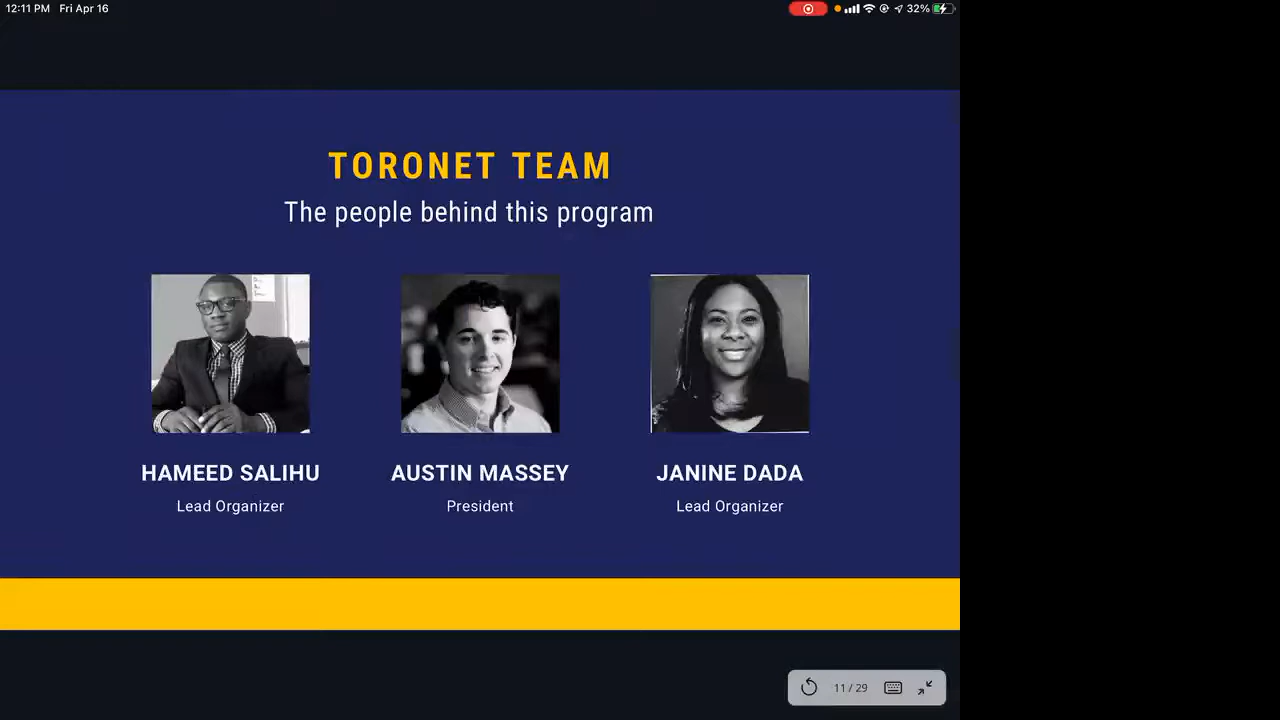 12:11 PM Fri Apr 16
32%
TORONET TEAM
The people behind this program
HAMEED SALIHU
AUSTIN MASSEY
JANINE DADA
Lead Organizer
President
Lead Organizer
11 / 29